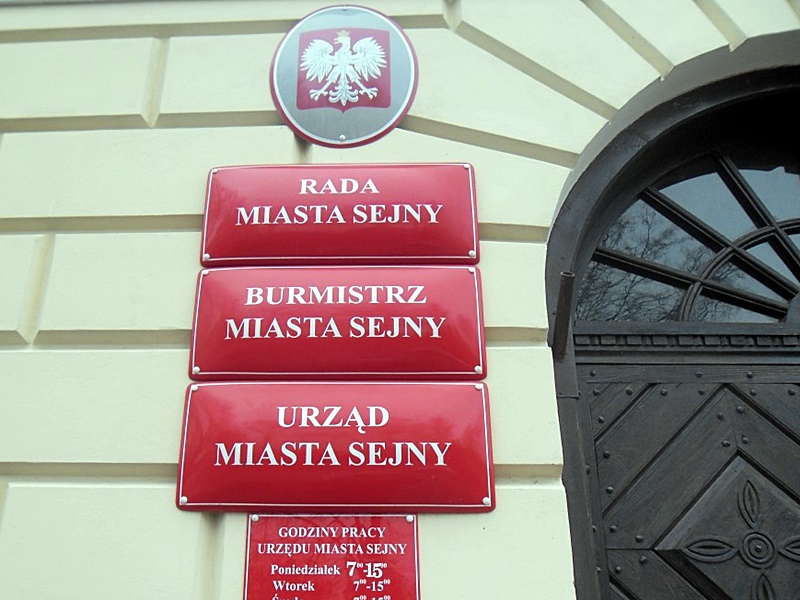 RADA
MIASTA SEJNY
BURMISTRZ
MIASTA SEJNY
URZĄD
MIASTA SEJNY
GODZINY PRACY
URZĘDU MIASTA SEJNY
Poniedziałek 7⁰⁰-15⁰⁰
Wtorek 7⁰⁰-15⁰⁰